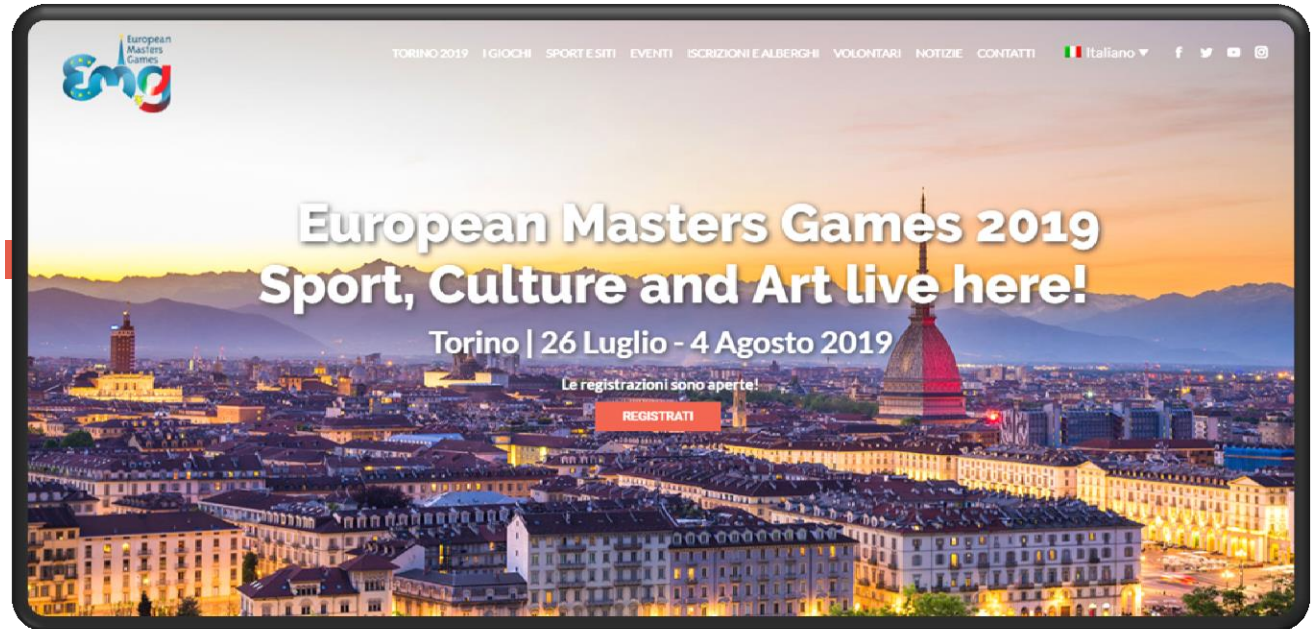 European
Masters
Games
emg
TORINO 2019 I GIOCHI SPORT E SITI EVENTI ISCRIZIONI E ALBERGHI VOLONTARI NOTIZIE CONTATTI Italiano
European Masters Games 2019
Sport, Culture and Art live here!
Torino | 26 Luglio - 4 Agosto 2019
Le registrazioni sono aperte!
REGISTRATI